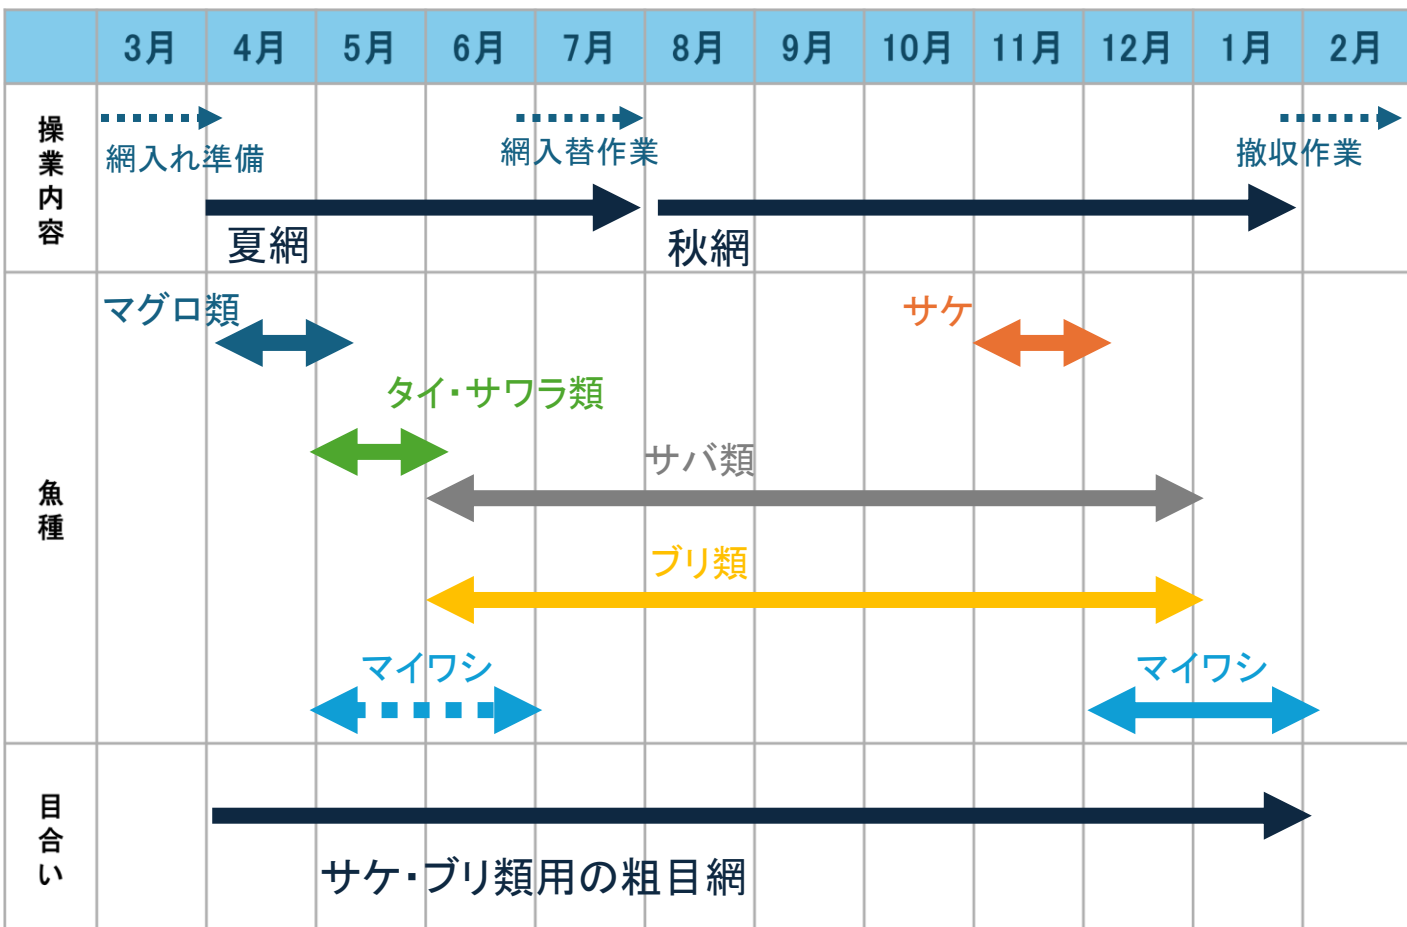 3月 4月 5月 6月 7月 8月 9月 10月 11月 12月 1月 2月
操業内容
網入れ準備
網入替作業
撤収作業
夏網
秋網
魚種
マグロ類
サケ
タイ・サワラ類
サバ類
ブリ類
マイワシ
マイワシ
目合い
サケ・ブリ類用の粗目網